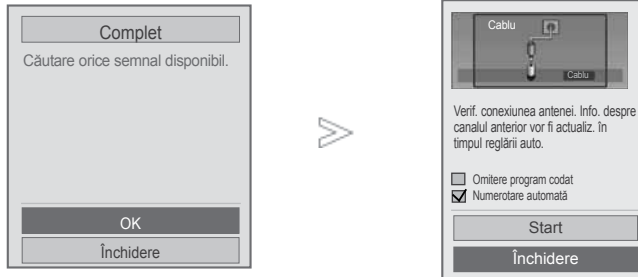 Complet
Căutare orice semnal disponibil.
OK
Închidere
Cablu
Cablu
Verif. conexiunea antenei. Info. despre
canalul anterior vor fi actualiz. în
timpul reglării auto.
Omitere program codat
Numerotare automată
Start
Închidere